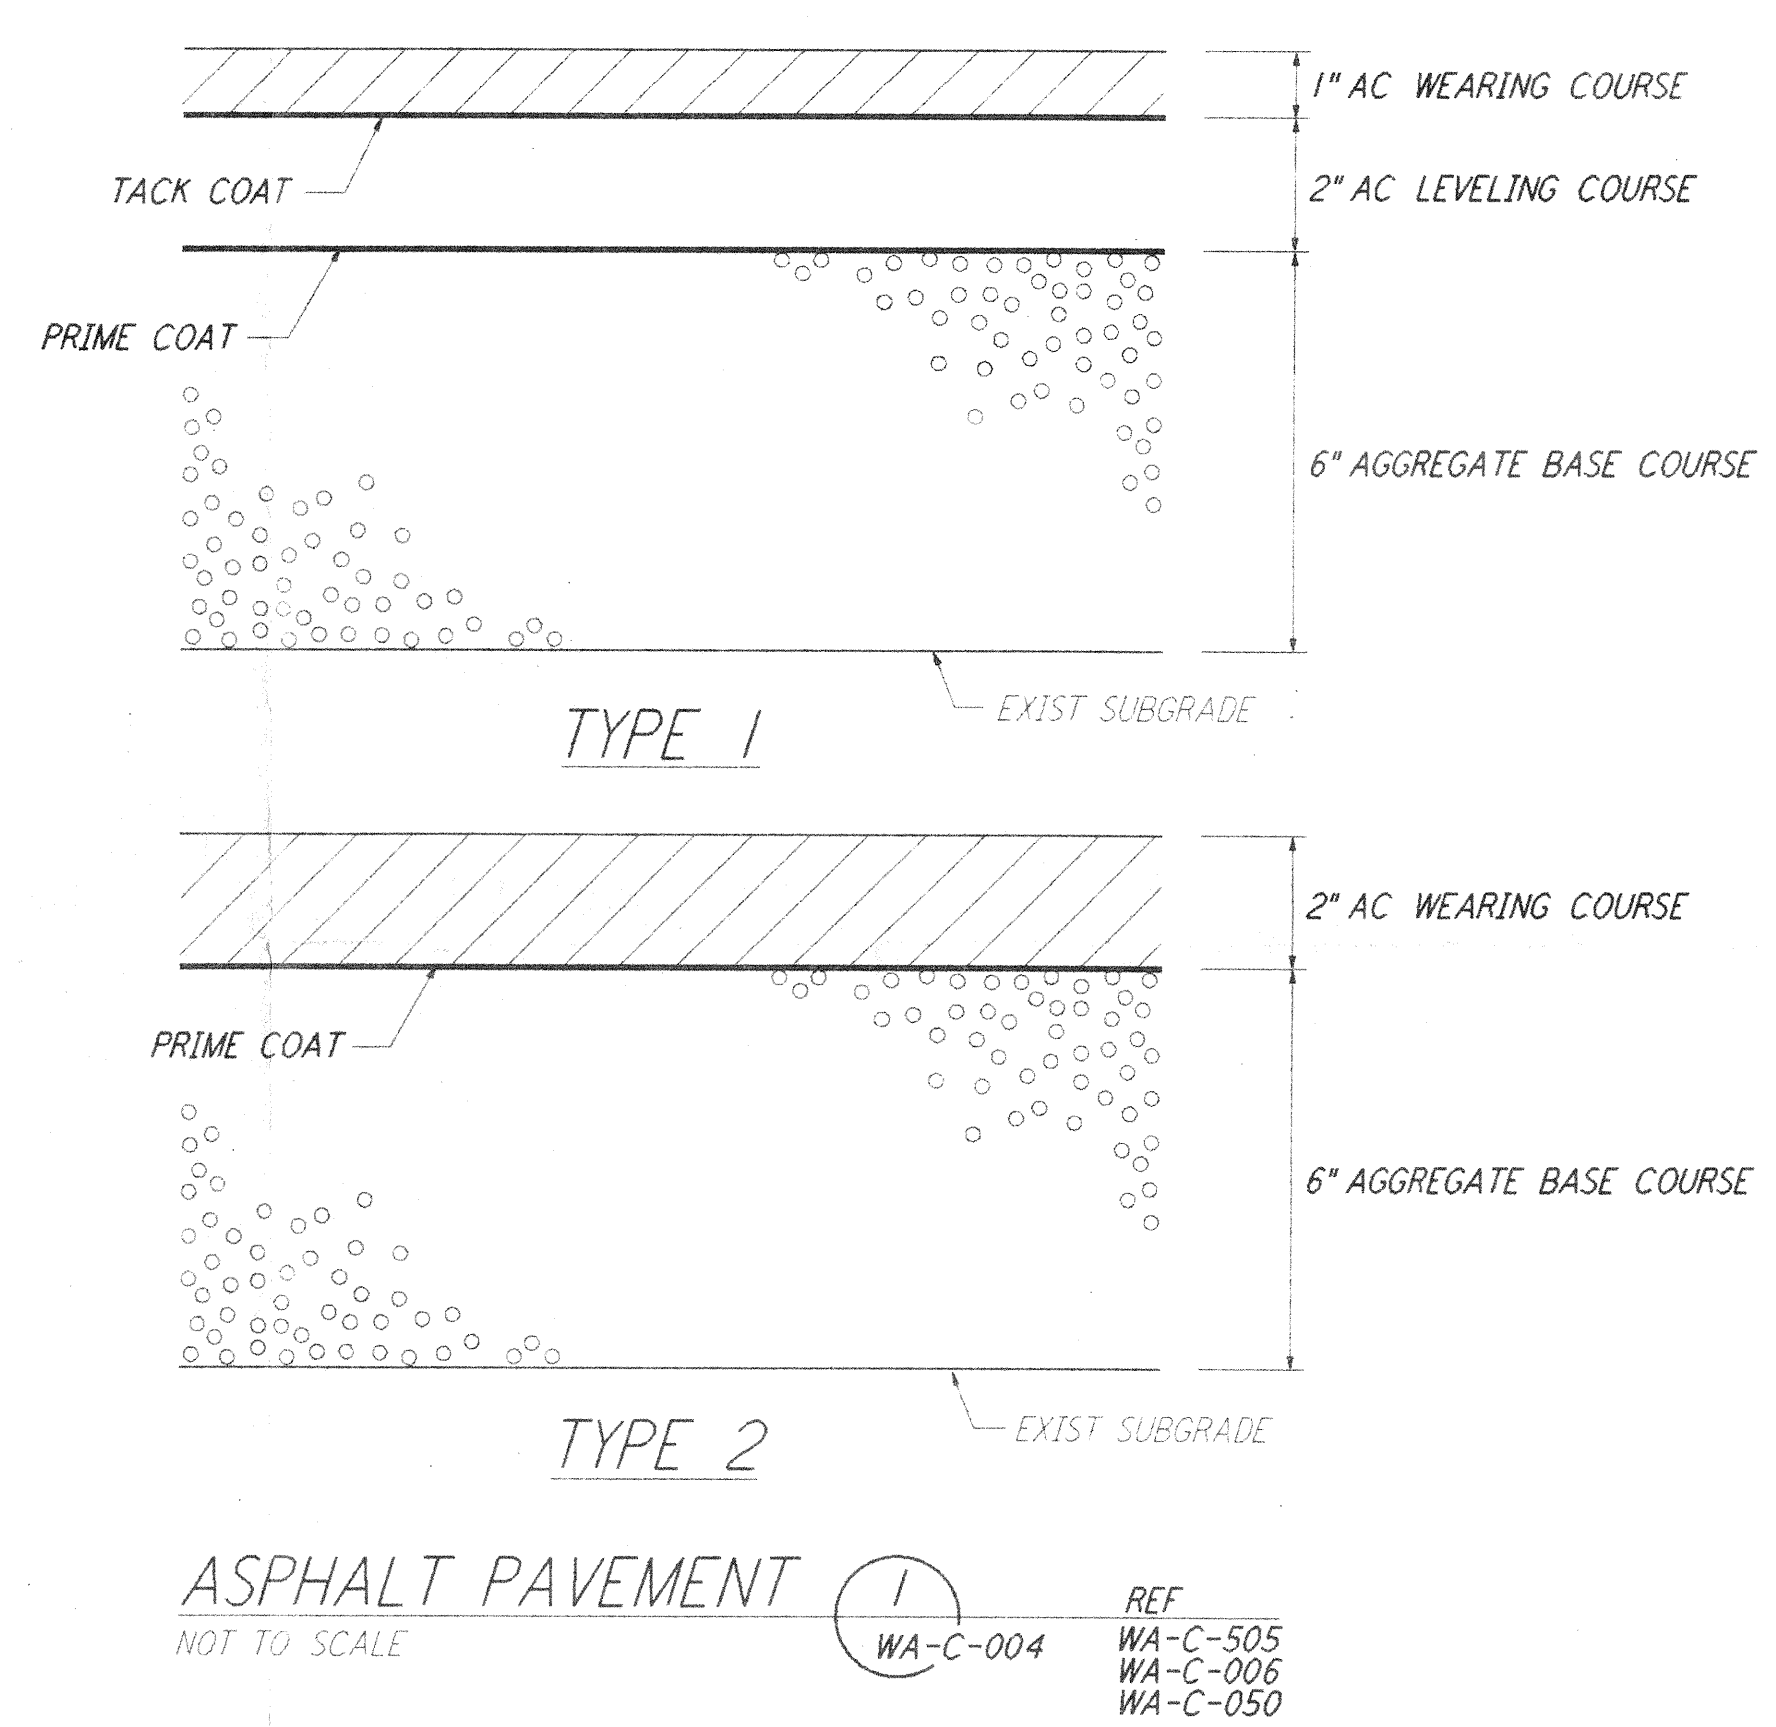 1" AC WEARING COURSE
TACK COAT
2" AC LEVELING COURSE
PRIME COAT
6" AGGREGATE BASE COURSE
EXIST SUBGRADE
TYPE 1
2" AC WEARING COURSE
PRIME COAT
6" AGGREGATE BASE COURSE
EXIST SUBGRADE
TYPE 2
ASPHALT PAVEMENT
NOT TO SCALE
1
WA-C-004
REF
WA-C-505
WA-C-006
WA-C-050